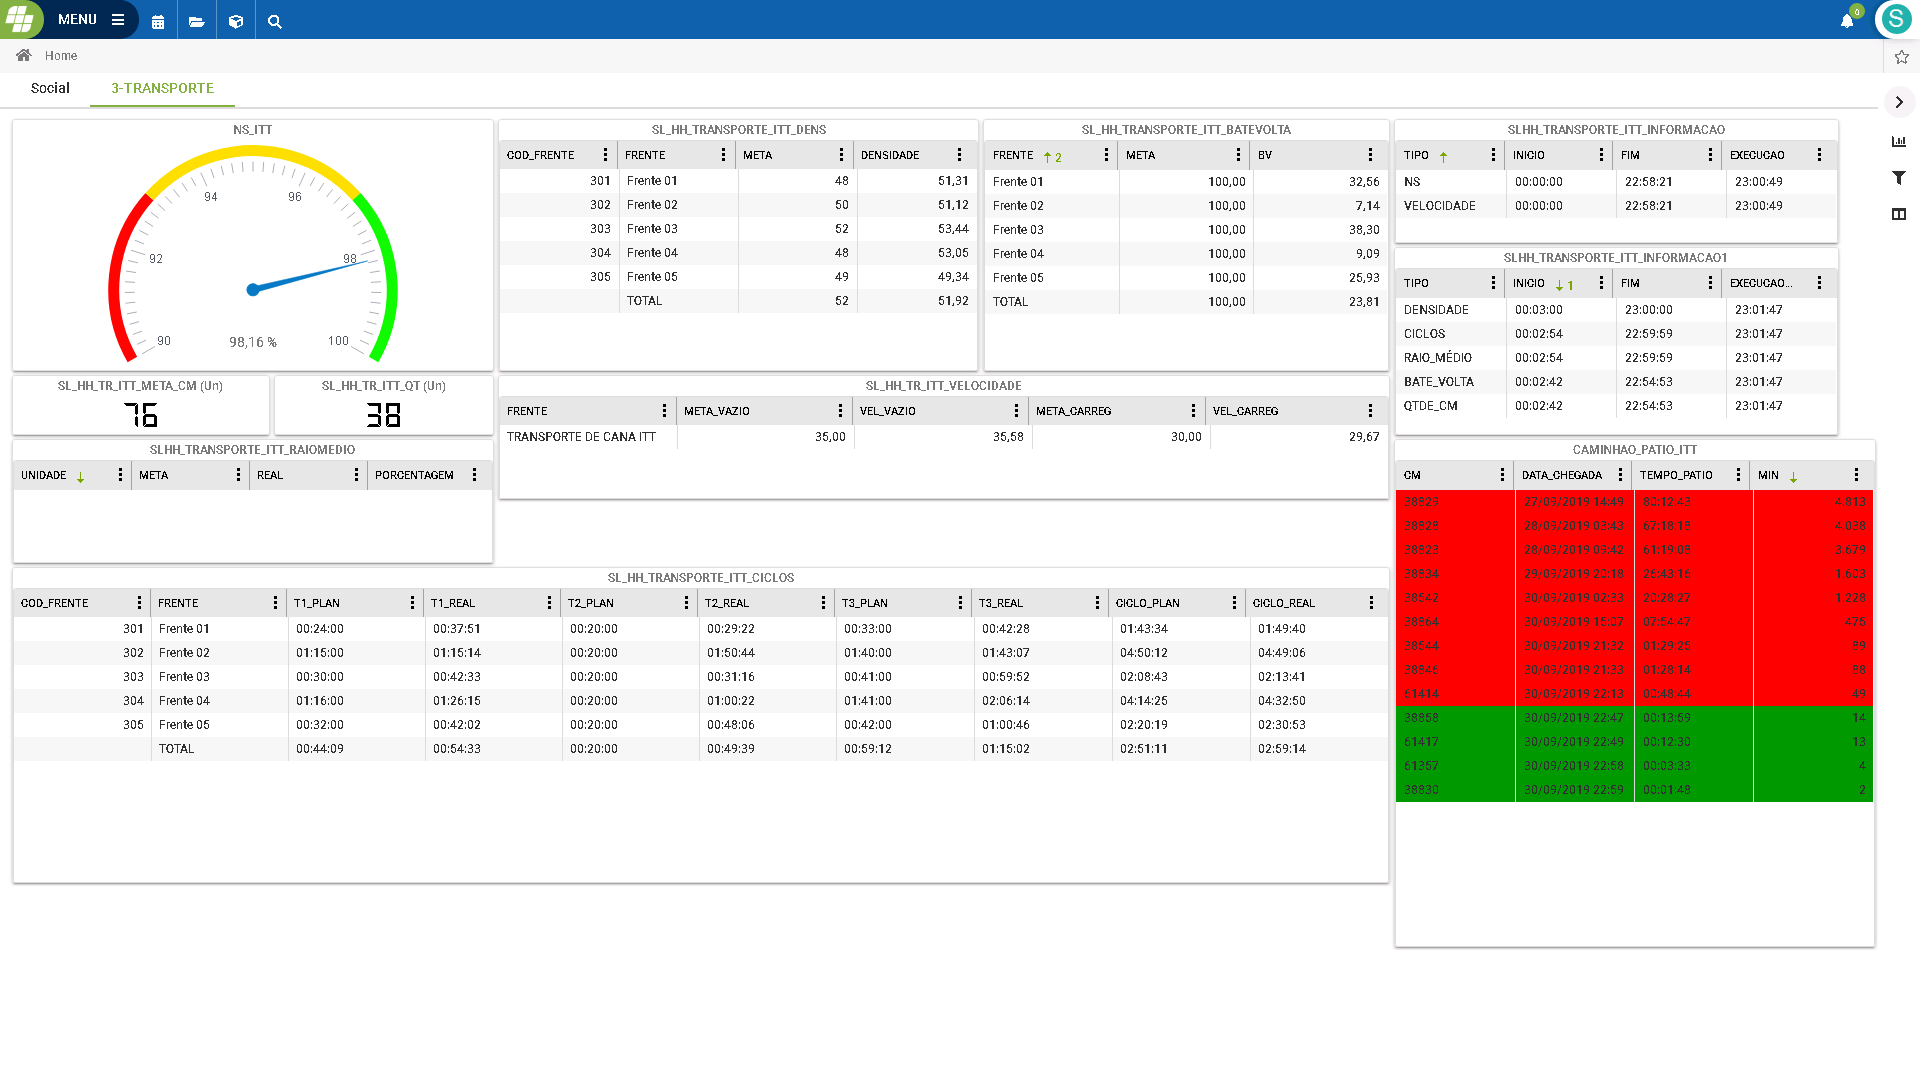 MENU
0
S
Home
Social
3-TRANSPORTE
NS_ITT
90
92
94
96
98
100
98,16 %
SL_HH_TR_ITT_META_CM (Un)
76
SL_HH_TR_ITT_QT (Un)
38
SLHH_TRANSPORTE_ITT_RAIOMEDIO
UNIDADE META REAL PORCENTAGEM
SL_HH_TRANSPORTE_ITT_DENS
COD_FRENTE FRENTE META DENSIDADE
301 Frente 01 48 51,31
302 Frente 02 50 51,12
303 Frente 03 52 53,44
304 Frente 04 48 53,05
305 Frente 05 49 49,34
TOTAL 52 51,92
SL_HH_TRANSPORTE_ITT_BATEVOLTA
FRENTE 2 META BV
Frente 01 100,00 32,56
Frente 02 100,00 7,14
Frente 03 100,00 38,30
Frente 04 100,00 9,09
Frente 05 100,00 25,93
TOTAL 100,00 23,81
SL_HH_TR_ITT_VELOCIDADE
FRENTE META_VAZIO VEL_VAZIO META_CARREG VEL_CARREG
TRANSPORTE DE CANA ITT 35,00 35,58 30,00 29,67
SLHH_TRANSPORTE_ITT_INFORMACAO
TIPO INICIO FIM EXECUCAO
NS 00:00:00 22:58:21 23:00:49
VELOCIDADE 00:00:00 22:58:21 23:00:49
SLHH_TRANSPORTE_ITT_INFORMACAO1
TIPO INICIO 1 FIM EXECUCAO...
DENSIDADE 00:03:00 23:00:00 23:01:47
CICLOS 00:02:54 22:59:59 23:01:47
RAIO_MÉDIO 00:02:54 22:59:59 23:01:47
BATE_VOLTA 00:02:42 22:54:53 23:01:47
QTDE_CM 00:02:42 22:54:53 23:01:47
SL_HH_TRANSPORTE_ITT_CICLOS
COD_FRENTE FRENTE T1_PLAN T1_REAL T2_PLAN T2_REAL T3_PLAN T3_REAL CICLO_PLAN CICLO_REAL
301 Frente 01 00:24:00 00:37:51 00:20:00 00:29:22 00:33:00 00:42:28 01:43:34 01:49:40
302 Frente 02 01:15:00 01:15:14 00:20:00 01:50:44 01:40:00 01:43:07 04:50:12 04:49:06
303 Frente 03 00:30:00 00:42:33 00:20:00 00:31:16 00:41:00 00:59:52 02:08:43 02:13:41
304 Frente 04 01:16:00 01:26:15 00:20:00 01:00:22 01:41:00 02:06:14 04:14:25 04:32:50
305 Frente 05 00:32:00 00:42:02 00:20:00 00:48:06 00:42:00 01:00:46 02:20:19 02:30:53
TOTAL 00:44:09 00:54:33 00:20:00 00:49:39 00:59:12 01:15:02 02:51:11 02:59:14
CAMINHAO_PATIO_ITT
CM DATA_CHEGADA TEMPO_PATIO MIN
38829 27/09/2019 14:49 80:12:43 4.813
38828 28/09/2019 03:43 67:18:18 4.038
38823 28/09/2019 09:42 61:19:08 3.679
38834 29/09/2019 20:18 26:43:16 1.603
38542 30/09/2019 02:33 20:28:27 1.228
38864 30/09/2019 15:07 07:54:47 475
38544 30/09/2019 21:32 01:29:25 89
38846 30/09/2019 21:33 01:28:14 88
61414 30/09/2019 22:13 00:48:44 49
38858 30/09/2019 22:47 00:13:59 14
61417 30/09/2019 22:49 00:12:30 13
61357 30/09/2019 22:58 00:03:33 4
38830 30/09/2019 22:59 00:01:48 2